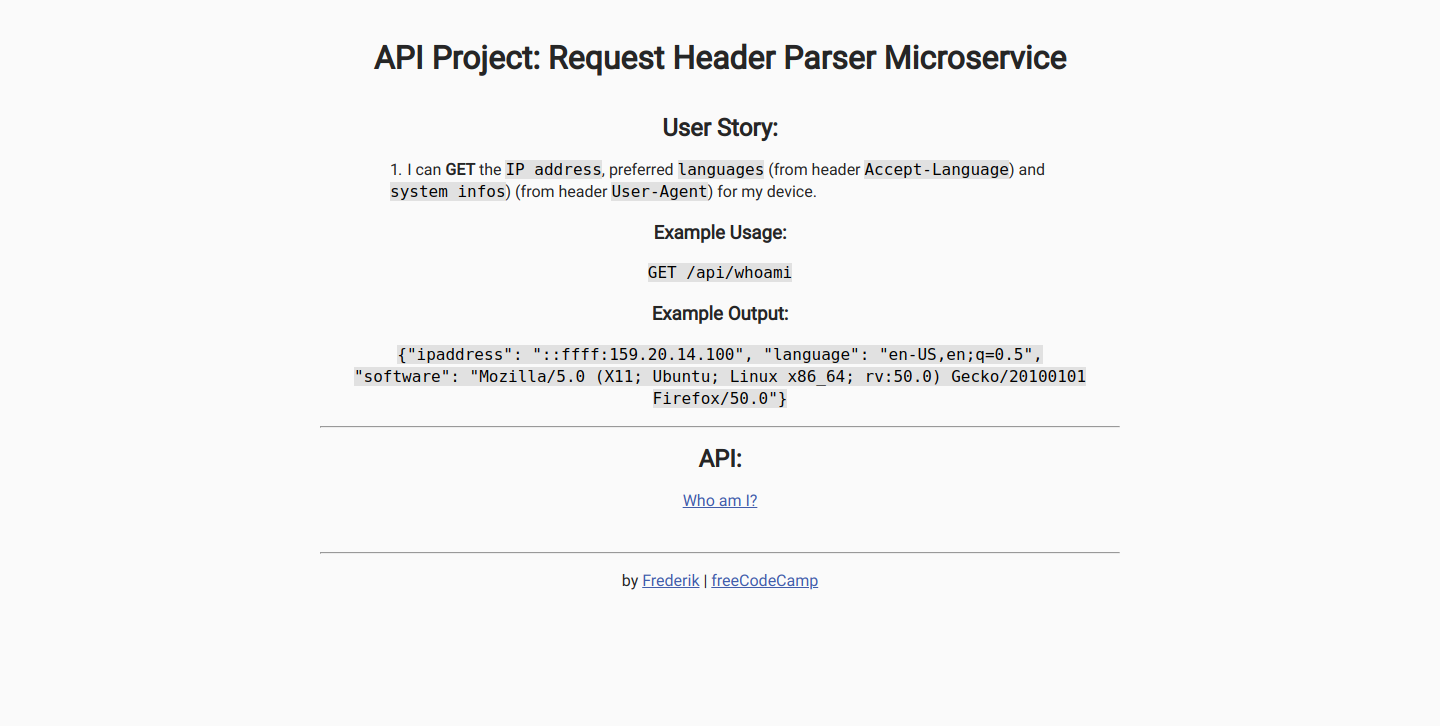 API Project: Request Header Parser Microservice
User Story:
1. I can GET the IP address, preferred languages (from header Accept-Language) and
system infos) (from header User-Agent) for my device.
Example Usage:
GET /api/whoami
Example Output:
{"ipaddress": "::ffff:159.20.14.100", "language": "en-US,en;q=0.5",
"software": "Mozilla/5.0 (X11; Ubuntu; Linux x86_64; rv:50.0) Gecko/20100101
Firefox/50.0"}
API:
Who am I?
by Frederik | freeCodeCamp